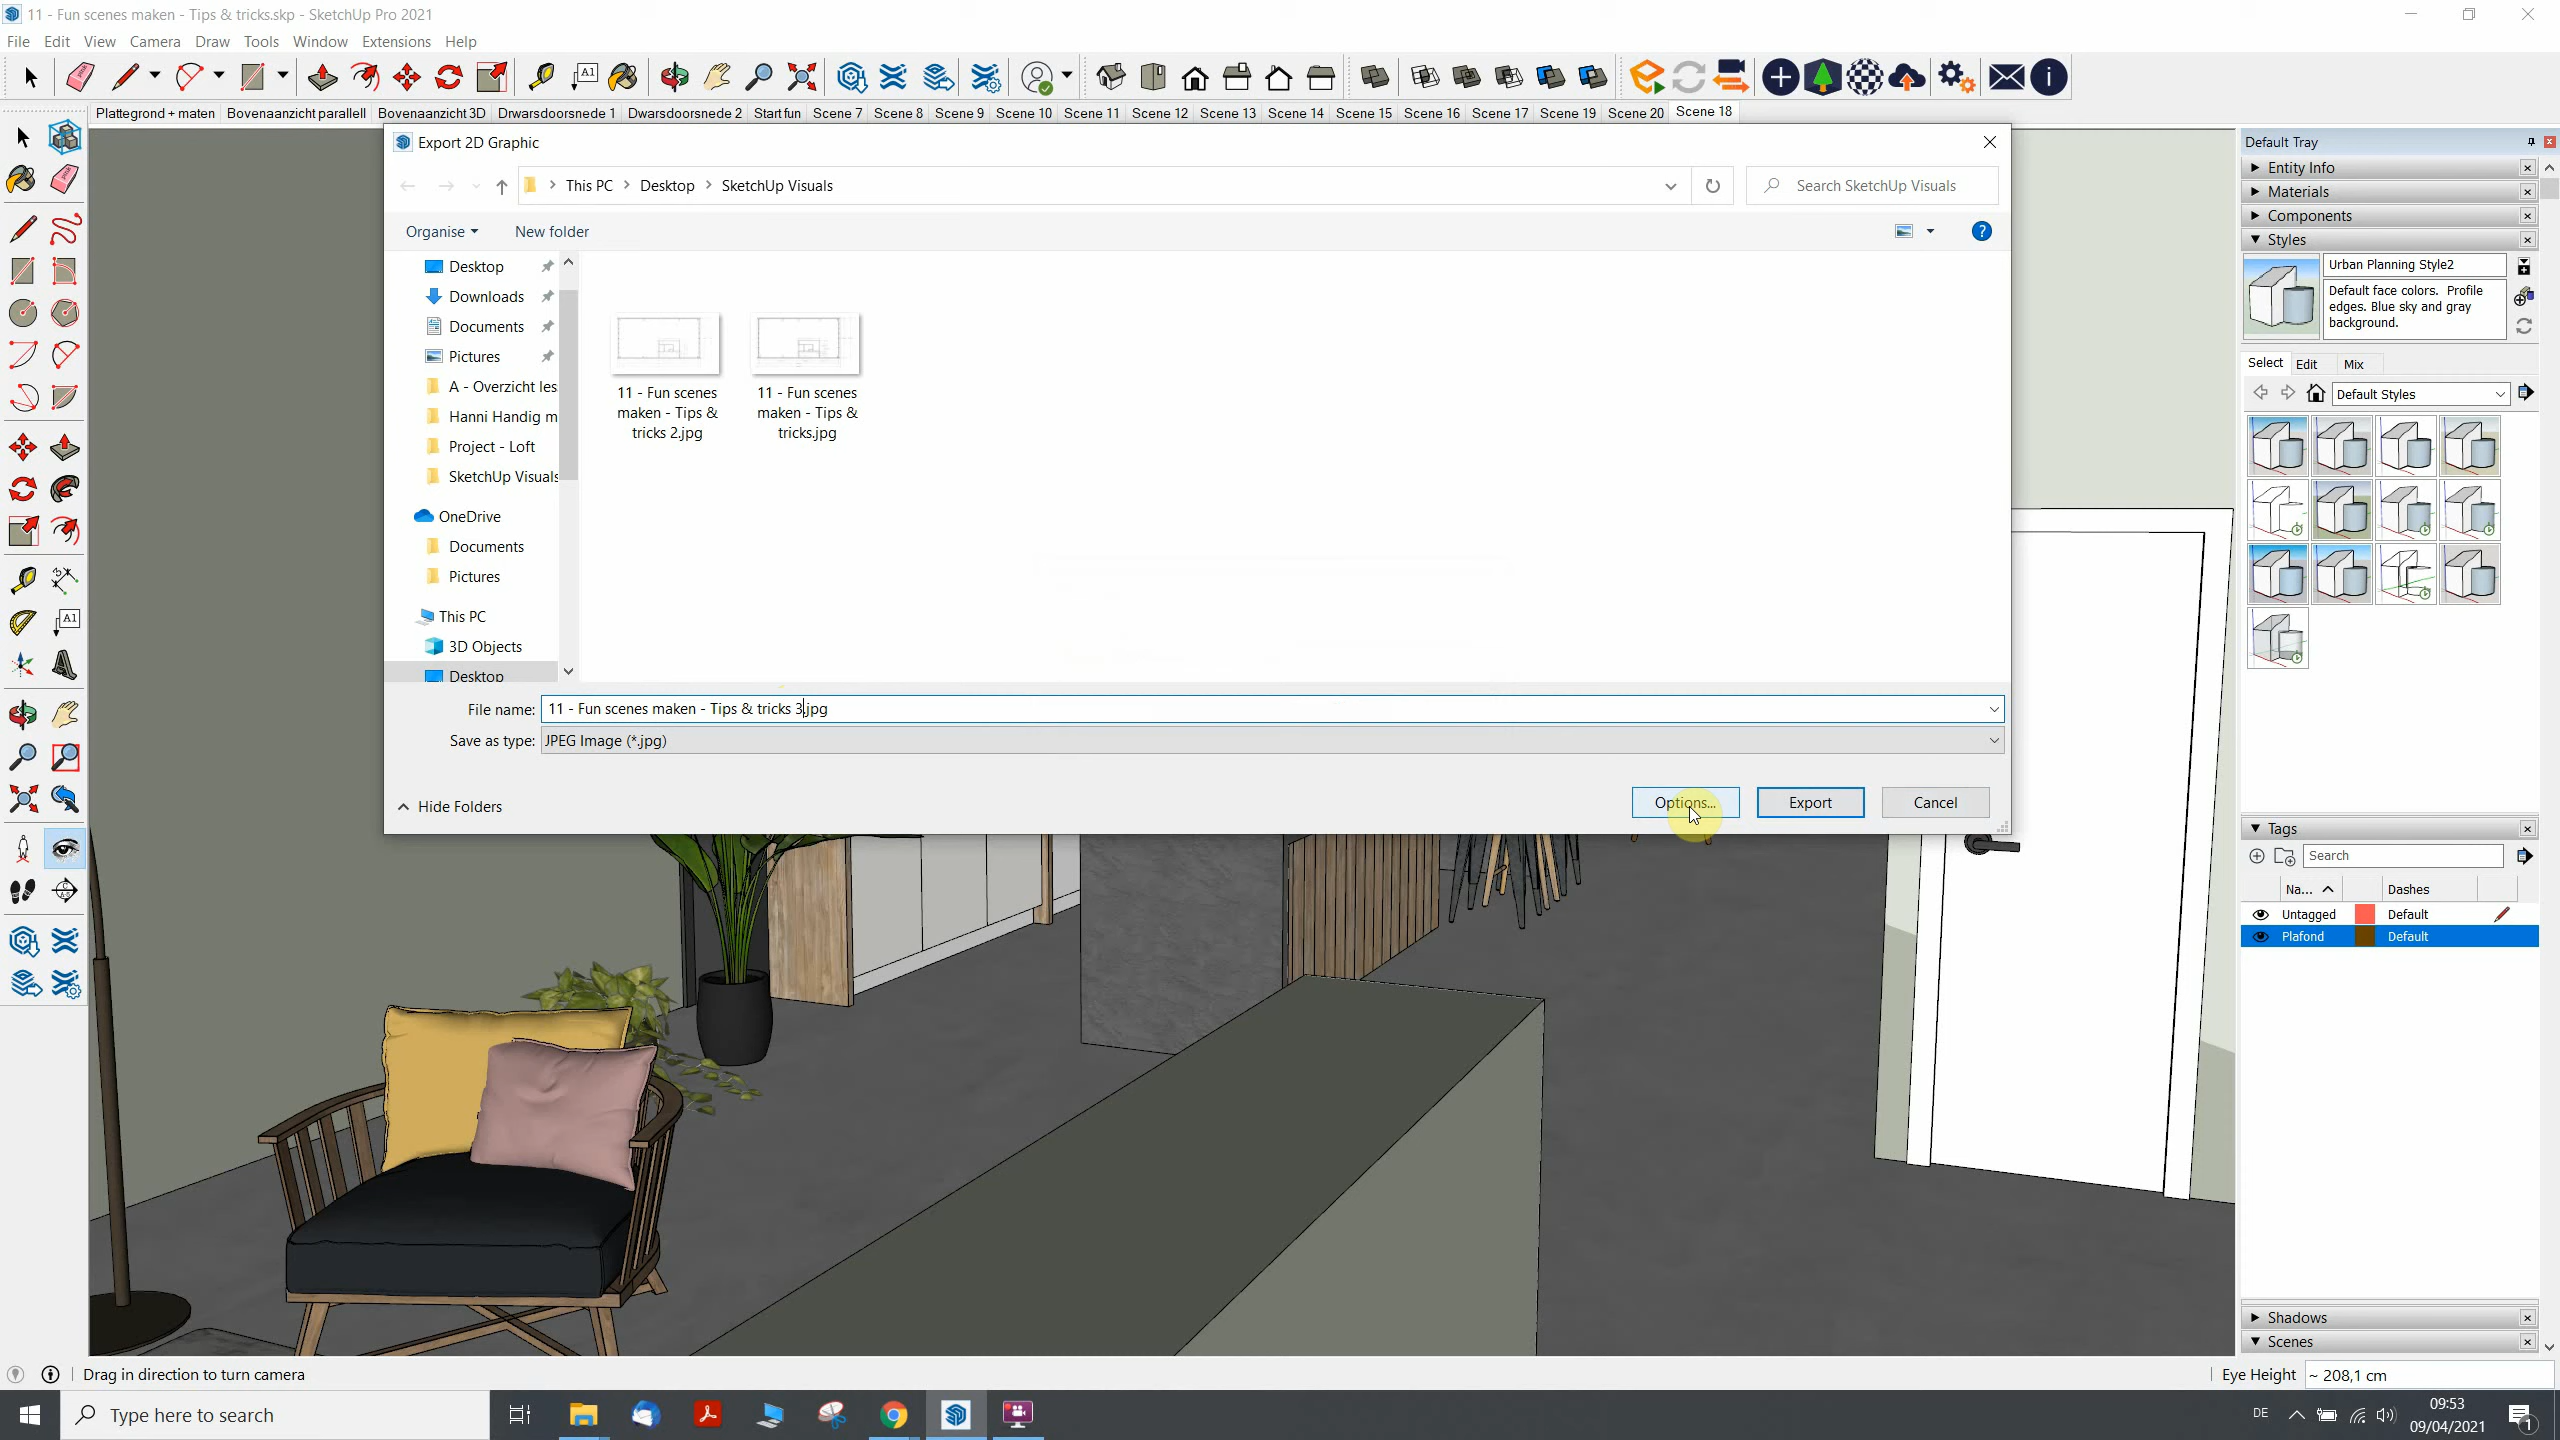 11 - Fun scenes maken - Tips & tricks.skp - SketchUp Pro 2021
File Edit View Camera Draw Tools Window Extensions Help
A1
Plattegrond + maten Bovenaanzicht parallell Bovenaanzicht 3D Drwarsdoorsnede 1 Dwarsdoorsnede 2 Start fun Scene 7 Scene 8 Scene 9 Scene 10 Scene 11 Scene 12 Scene 13 Scene 14 Scene 15 Scene 16 Scene 17 Scene 19 Scene 20 Scene 18
Export 2D Graphic
This PC > Desktop > SketchUp Visuals
Search SketchUp Visuals
Organise
New folder
Desktop
Downloads
Documents
Pictures
A - Overzicht les
Hanni Handig m
Project - Loft
SketchUp Visuals
OneDrive
Documents
Pictures
This PC
3D Objects
Desktop
11 - Fun scenes
maken - Tips &
tricks 2.jpg
11 - Fun scenes
maken - Tips &
tricks.jpg
File name: 11 - Fun scenes maken - Tips & tricks 3.jpg
Save as type: JPEG Image (*.jpg)
Hide Folders
Options...
Export
Cancel
A1
Default Tray
Entity Info
Materials
Components
Styles
Urban Planning Style2
Default face colors. Profile
edges. Blue sky and gray
background.
Select Edit Mix
Default Styles
Tags
Search
Na... Dashes
Untagged Default
Plafond Default
Shadows
Scenes
Drag in direction to turn camera
Eye Height ~ 208,1 cm
Type here to search
DE
09:53
09/04/2021
1